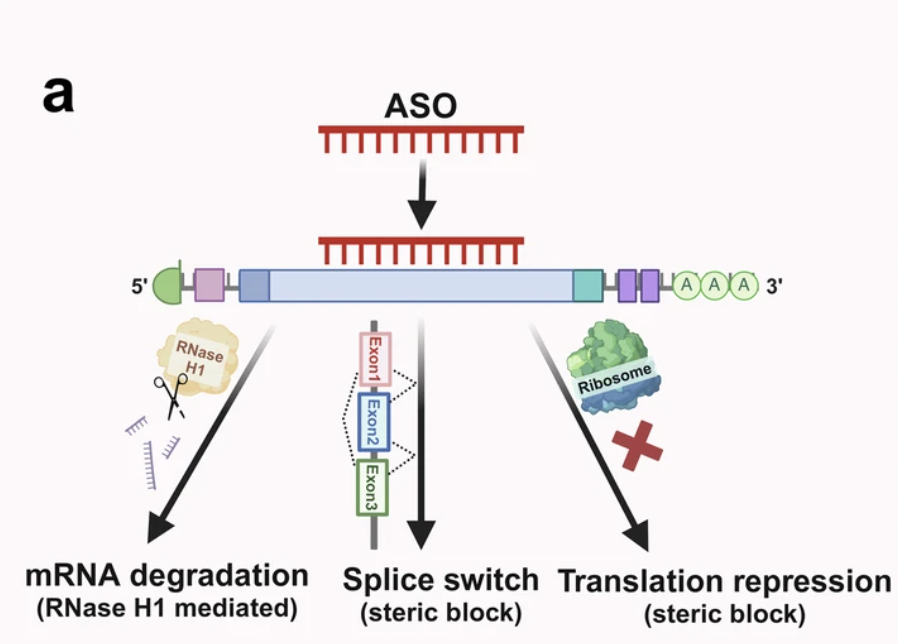 a
ASO
5'
A A A
3'
RNase
H1
Exon1
Exon2
Exon3
Ribosome
mRNA degradation
(RNase H1 mediated)
Splice switch
(steric block)
Translation repression
(steric block)